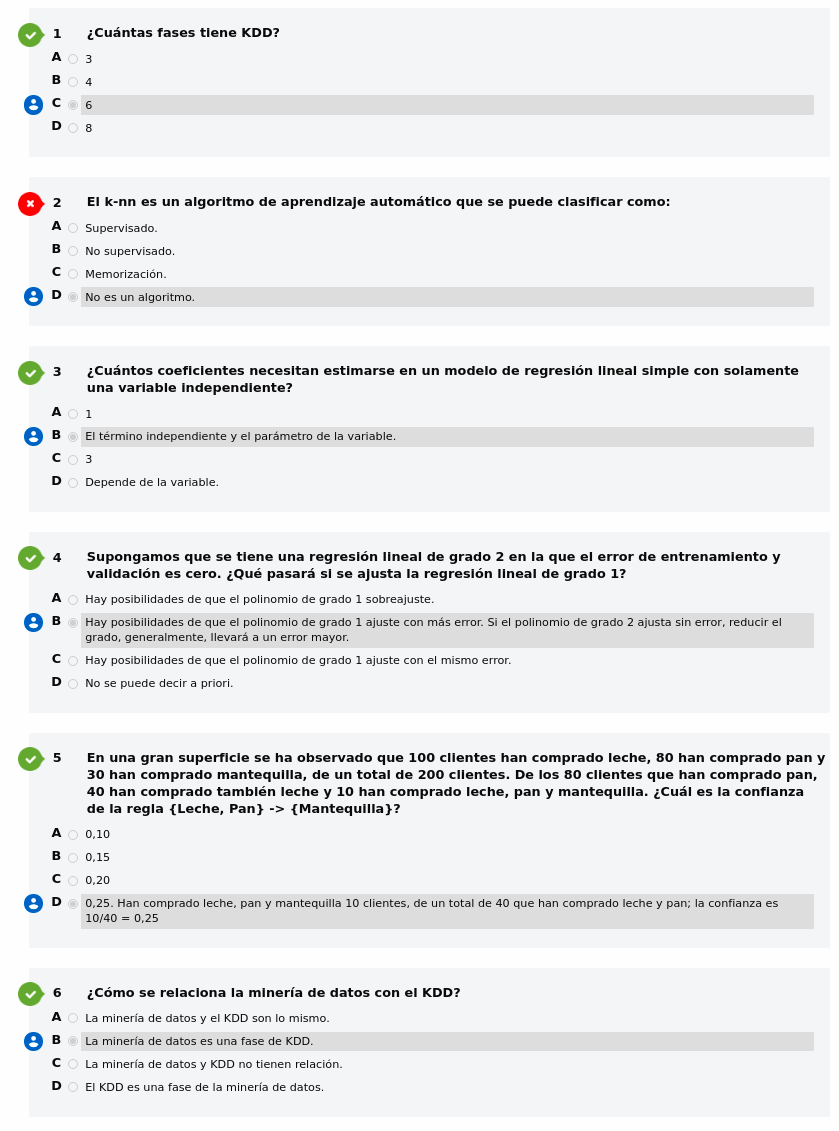 1 ¿Cuántas fases tiene KDD?
A 3
B 4
C 6
D 8
2 El k-nn es un algoritmo de aprendizaje automático que se puede clasificar como:
A Supervisado.
B No supervisado.
C Memorización.
D No es un algoritmo.
3 ¿Cuántos coeficientes necesitan estimarse en un modelo de regresión lineal simple con solamente
una variable independiente?
A 1
B El término independiente y el parámetro de la variable.
C 3
D Depende de la variable.
4 Supongamos que se tiene una regresión lineal de grado 2 en la que el error de entrenamiento y
validación es cero. ¿Qué pasará si se ajusta la regresión lineal de grado 1?
A Hay posibilidades de que el polinomio de grado 1 sobreajuste.
B Hay posibilidades de que el polinomio de grado 1 ajuste con más error. Si el polinomio de grado 2 ajusta sin error, reducir el
grado, generalmente, llevará a un error mayor.
C Hay posibilidades de que el polinomio de grado 1 ajuste con el mismo error.
D No se puede decir a priori.
5 En una gran superficie se ha observado que 100 clientes han comprado leche, 80 han comprado pan y
30 han comprado mantequilla, de un total de 200 clientes. De los 80 clientes que han comprado pan,
40 han comprado también leche y 10 han comprado leche, pan y mantequilla. ¿Cuál es la confianza
de la regla {Leche, Pan} -> {Mantequilla}?
A 0,10
B 0,15
C 0,20
D 0,25. Han comprado leche, pan y mantequilla 10 clientes, de un total de 40 que han comprado leche y pan; la confianza es
10/40 = 0,25
6 ¿Cómo se relaciona la minería de datos con el KDD?
A La minería de datos y el KDD son lo mismo.
B La minería de datos es una fase de KDD.
C La minería de datos y KDD no tienen relación.
D El KDD es una fase de la minería de datos.